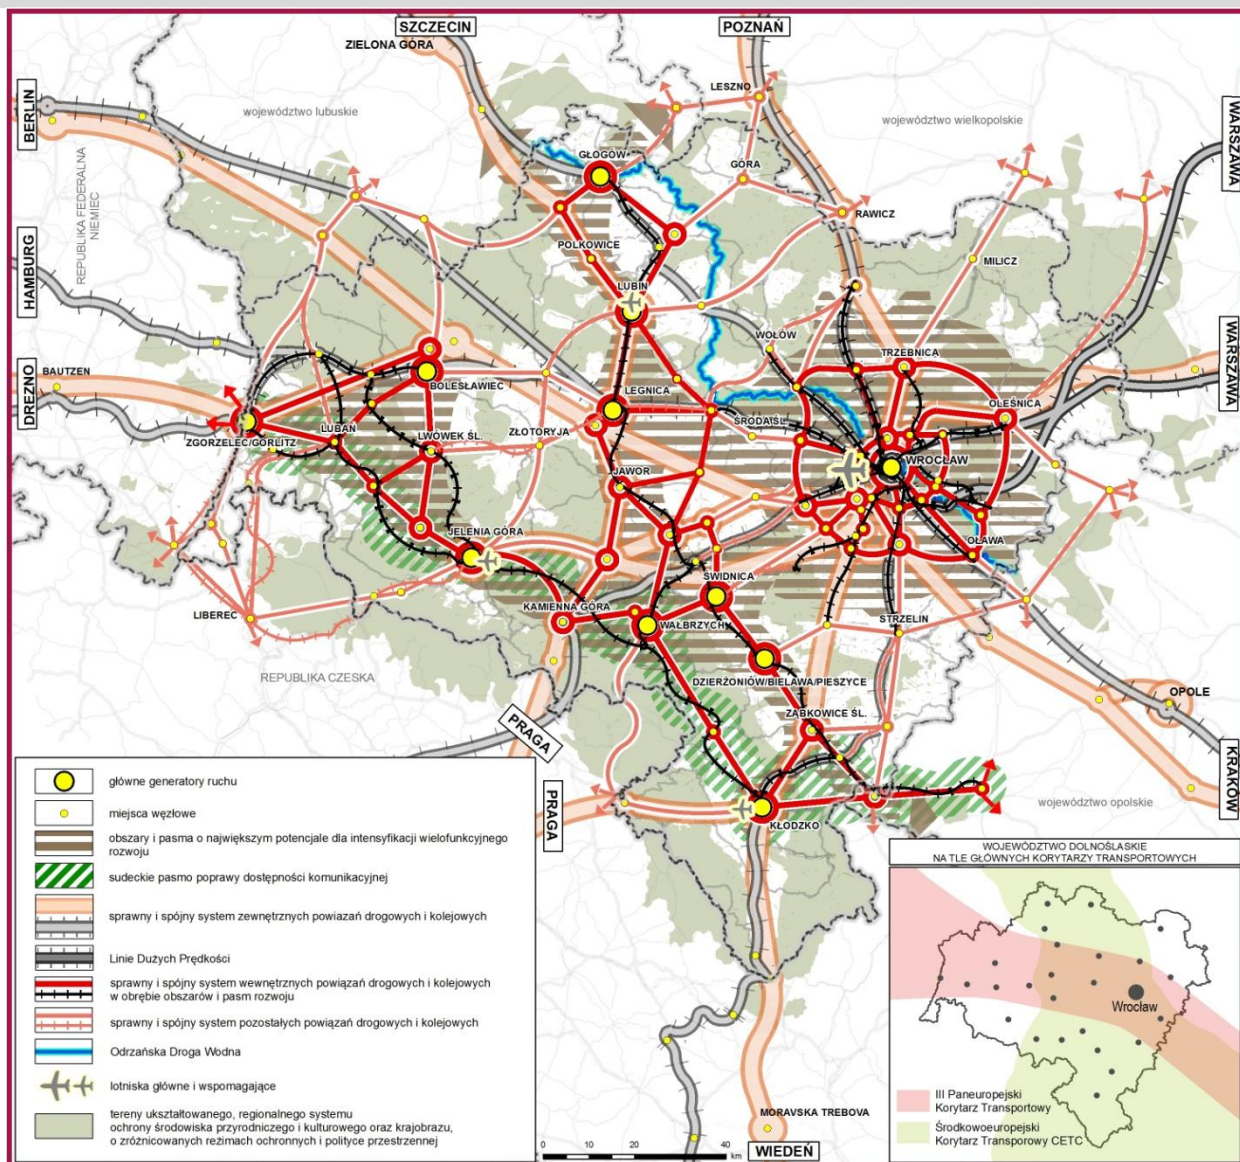 SZCZECIN
POZNAŃ
ZIELONA GÓRA
BERLIN
województwo lubuskie
LESZNO
województwo wielkopolskie
WARSZAWA
GŁOGÓW
GÓRA
REPUBLIKA FEDERALNA
NIEMIEC
RAWICZ
HAMBURG
POLKOWICE
MILICZ
LUBIN
WOŁÓW
TRZEBNICA
WARSZAWA
DREZNO
BAUTZEN
BOLESŁAWIEC
LEGNICA
OLEŚNICA
ZGORZELEC/GÖRLITZ
LUBAŃ
LWÓWEK ŚL.
ZŁOTORYJA
ŚRODA ŚL.
WROCŁAW
JAWOR
JELENIA GÓRA
OŁAWA
ŚWIDNICA
LIBEREC
KAMIENNA GÓRA
WAŁBRZYCH
STRZELIN
REPUBLIKA CZESKA
DZIERŻONIÓW/BIELAWA/PIESZYCE
OPOLE
ZĄBKOWICE ŚL.
PRAGA
PRAGA
KRAKÓW
województwo opolskie
KŁODZKO
główne generatory ruchu
miejsca węzłowe
obszary i pasma o największym potencjale dla intensyfikacji wielofunkcyjnego
rozwoju
sudeckie pasmo poprawy dostępności komunikacyjnej
sprawny i spójny system zewnętrznych powiązań drogowych i kolejowych
Linie Dużych Prędkości
sprawny i spójny system wewnętrznych powiązań drogowych i kolejowych
w obrębie obszarów i pasm rozwoju
sprawny i spójny system pozostałych powiązań drogowych i kolejowych
Odrzańska Droga Wodna
lotniska główne i wspomagające
tereny ukształtowanego, regionalnego systemu
ochrony środowiska przyrodniczego i kulturowego oraz krajobrazu,
o zróżnicowanych reżimach ochronnych i polityce przestrzennej
WOJEWÓDZTWO DOLNOŚLĄSKIE
NA TLE GŁÓWNYCH KORYTARZY TRANSPORTOWYCH
Wrocław
III Paneuropejski
Korytarz Transportowy
Środkowoeuropejski
Korytarz Transporowy CETC
MORAVSKA TREBOVA
WIEDEŃ
0 10 20 40
km